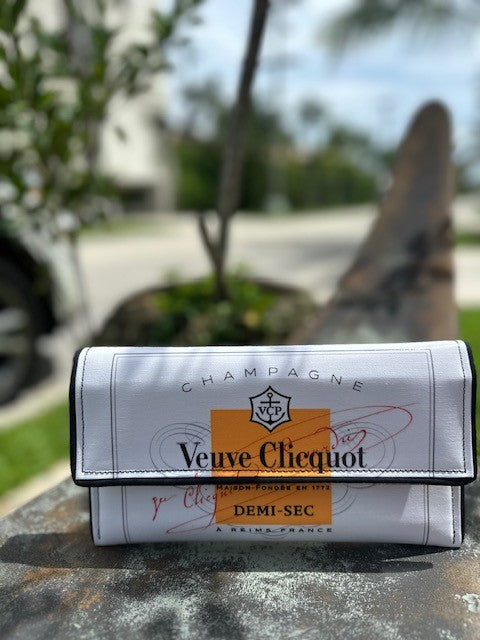 CHAMPAGNE
VCP
Veuve Clicquot
MAISON FONDÉE EN 1772
DEMI-SEC
À REIMS FRANCE